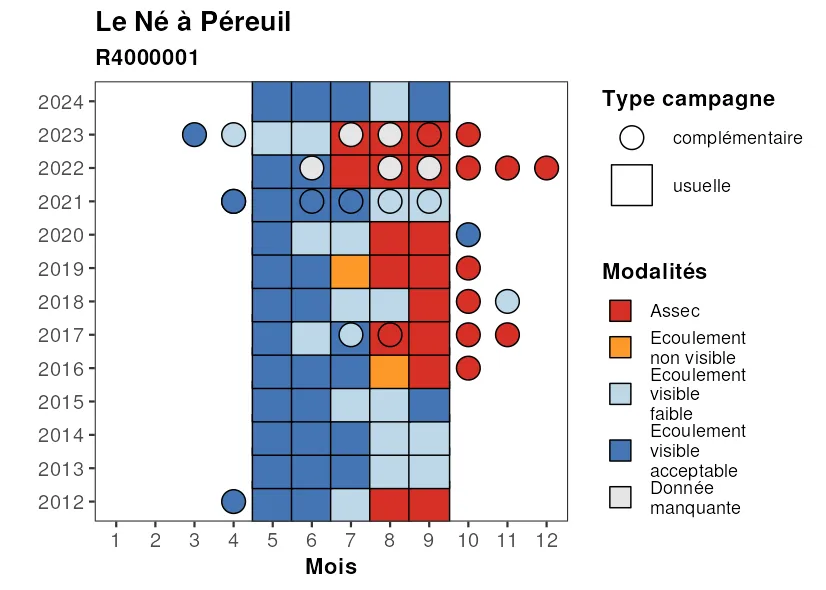 Le Né à Péreuil
R4000001
2024
2023
2022
2021
2020
2019
2018
2017
2016
2015
2014
2013
2012
1 2 3 4 5 6 7 8 9 10 11 12
Mois
Type campagne
complémentaire
usuelle
Modalités
Assec
Ecoulement
non visible
Ecoulement
visible
faible
Ecoulement
visible
acceptable
Donnée
manquante